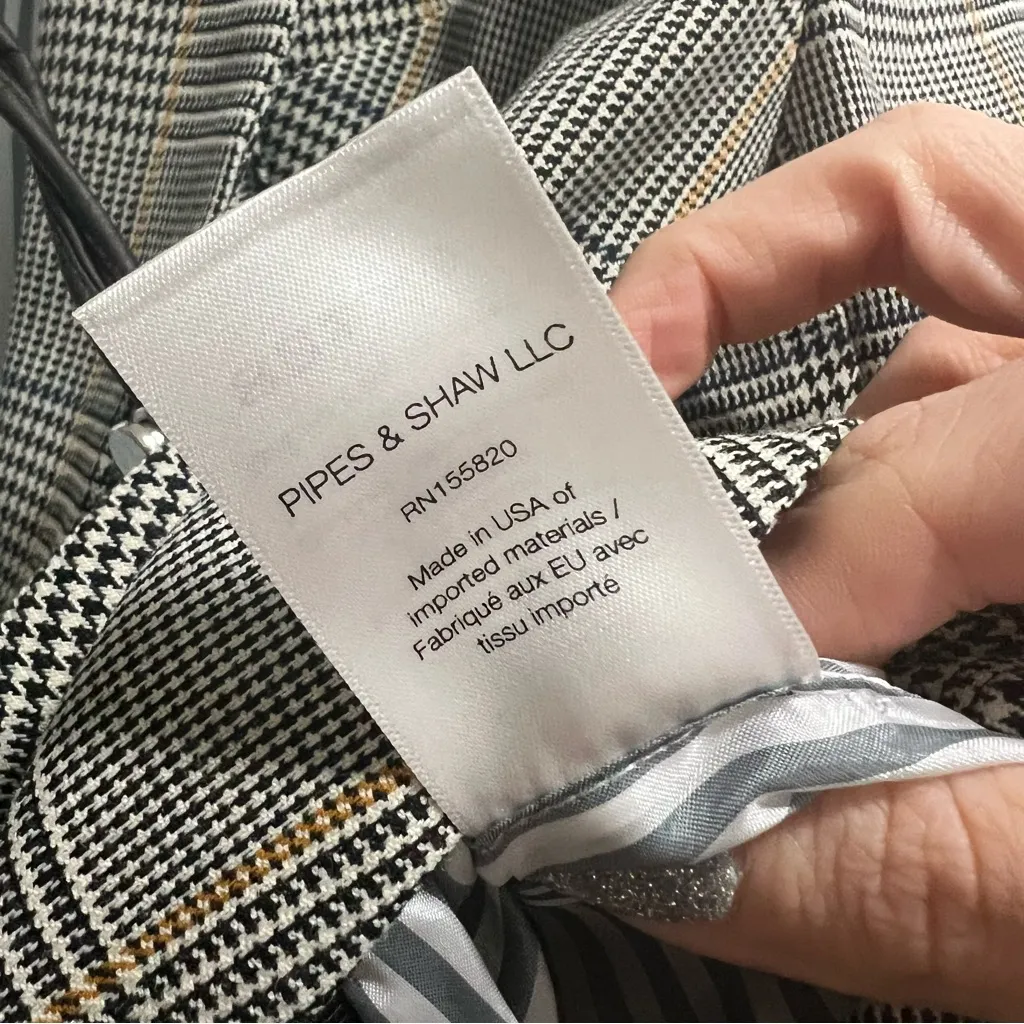 PIPES & SHAW LLC
RN155820
Made in USA of
imported materials /
Fabriqué aux EU avec
tissu importé